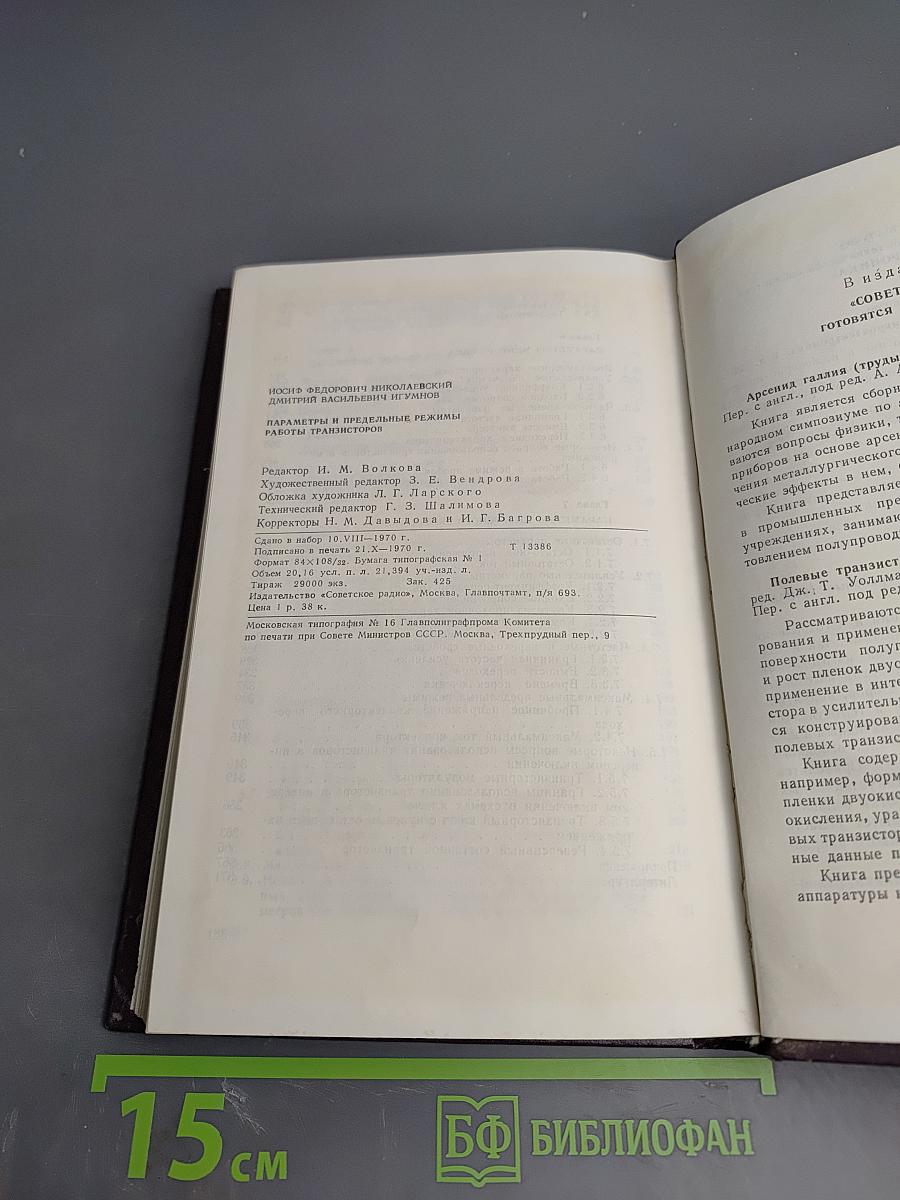 ИОСИФ ФЕДОРОВИЧ НИКОЛАЕВСКИЙ
ДМИТРИЙ ВАСИЛЬЕВИЧ ИГУМНОВ
ПАРАМЕТРЫ И ПРЕДЕЛЬНЫЕ РЕЖИМЫ
РАБОТЫ ТРАНЗИСТОРОВ
Редактор И. М. Волкова
Художественный редактор З. Е. Вендрова
Обложка художника Л. Г. Ларского
Технический редактор Г. З. Шалимова
Корректоры Н. М. Давыдова и И. Г. Багрова
Сдано в набор 10.VIII—1970 г.
Подписано в печать 21.X—1970 г. Т 13386
Формат 84×108/32. Бумага типографская № 1
Объем 20,16 усл. п. л. 21,394 уч.-изд. л.
Тираж 29000 экз. Зак. 425
Издательство «Советское радио», Москва, Главпочтамт, п/я 693.
Цена 1 р. 38 к.
Московская типография № 16 Главполиграфпрома Комитета
по печати при Совете Министров СССР. Москва, Трехпрудный пер., 9
В изда
«СОВЕТ
ГОТОВЯТСЯ
Арсенид галлия (труды
Пер. с англ., под ред. А.
Книга является сборн
народном симпозиуме по
ваются вопросы физики, т
приборов на основе арсен
чения металлургического
ческие эффекты в нем,
Книга представляе
в промышленных пре
учреждениях, занимаю
товлением полупровод
Полевые транзист
ред. Дж. Т. Уоллма
Пер. с англ. под ред
Рассматриваются
рования и применен
поверхности полуп
и рост пленок двус
применение в инте
стора в усилитель
ся конструирован
полевых транзис
Книга содер
например, форм
пленки двуокис
окисления, ура
вых транзистор
ные данные п
Книга пре
аппаратуры
15 см
БФ БИБЛИОФАН